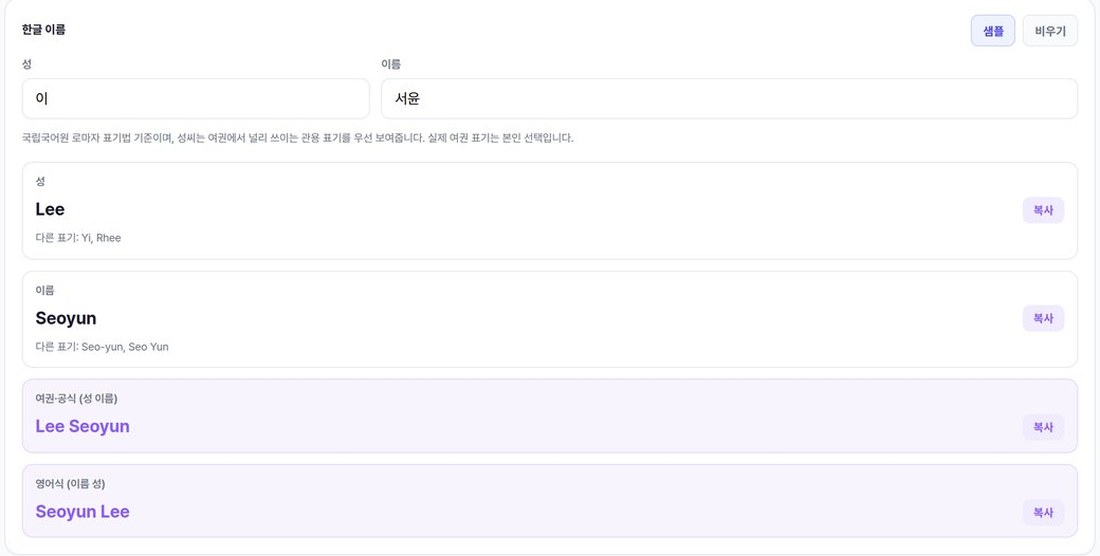 한글 이름
샘플
비우기
성
이름
이
서윤
국립국어원 로마자 표기법 기준이며, 성씨는 여권에서 널리 쓰이는 관용 표기를 우선 보여줍니다. 실제 여권 표기는 본인 선택입니다.
성
Lee
복사
다른 표기: Yi, Rhee
이름
Seoyun
복사
다른 표기: Seo-yun, Seo Yun
여권·공식 (성 이름)
Lee Seoyun
복사
영어식 (이름 성)
Seoyun Lee
복사